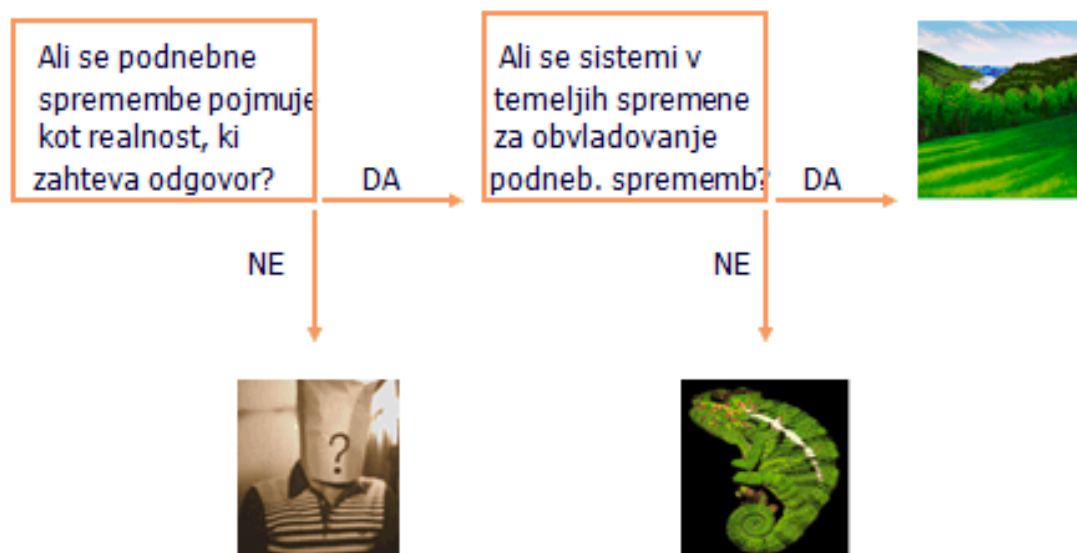 Ali se podnebne
spremembe pojmuje
kot realnost, ki
zahteva odgovor?
DA
NE
Ali se sistemi v
temeljih spremene
za obvladovanje
podneb. sprememb?
DA
NE
?